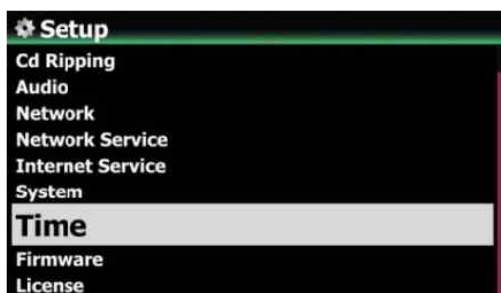 Setup
Cd Ripping
Audio
Network
Network Service
Internet Service
System
Time
Firmware
License